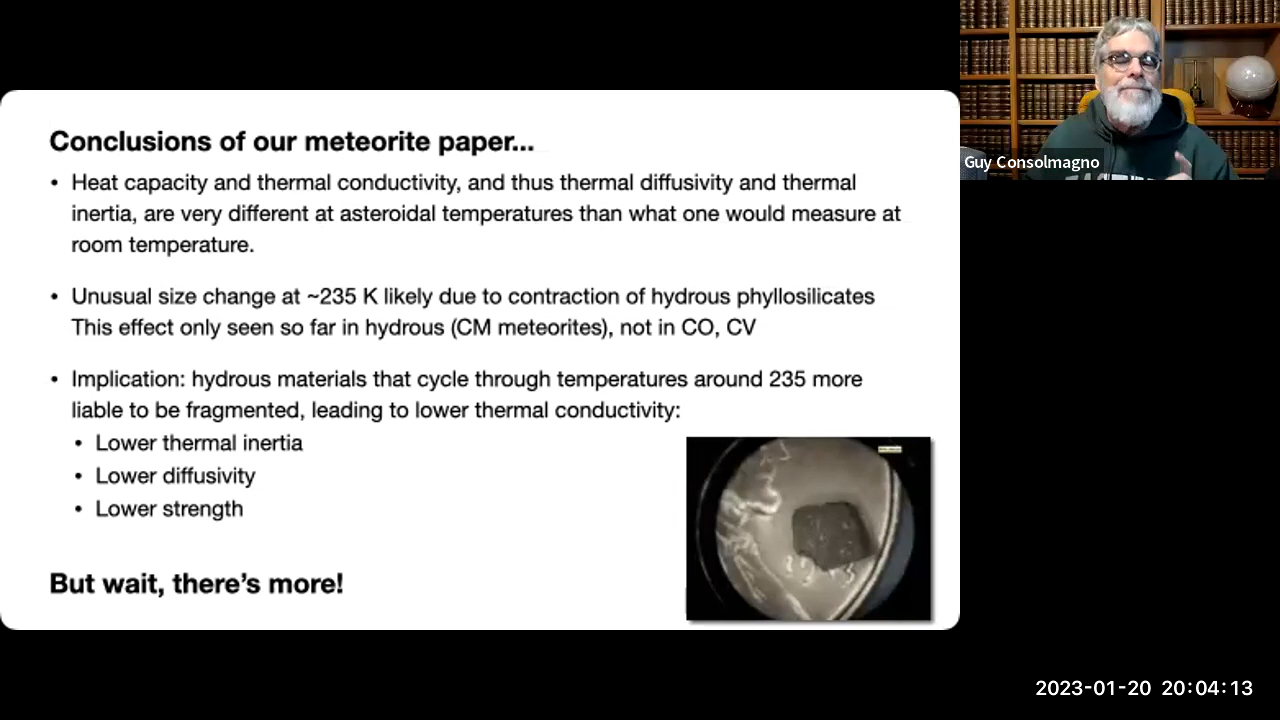 Conclusions of our meteorite paper...
• Heat capacity and thermal conductivity, and thus thermal diffusivity and thermal
inertia, are very different at asteroidal temperatures than what one would measure at
room temperature.
• Unusual size change at ~235 K likely due to contraction of hydrous phyllosilicates
This effect only seen so far in hydrous (CM meteorites), not in CO, CV
• Implication: hydrous materials that cycle through temperatures around 235 more
liable to be fragmented, leading to lower thermal conductivity:
• Lower thermal inertia
• Lower diffusivity
• Lower strength
But wait, there’s more!
Guy Consolmagno
2023-01-20 20:04:13